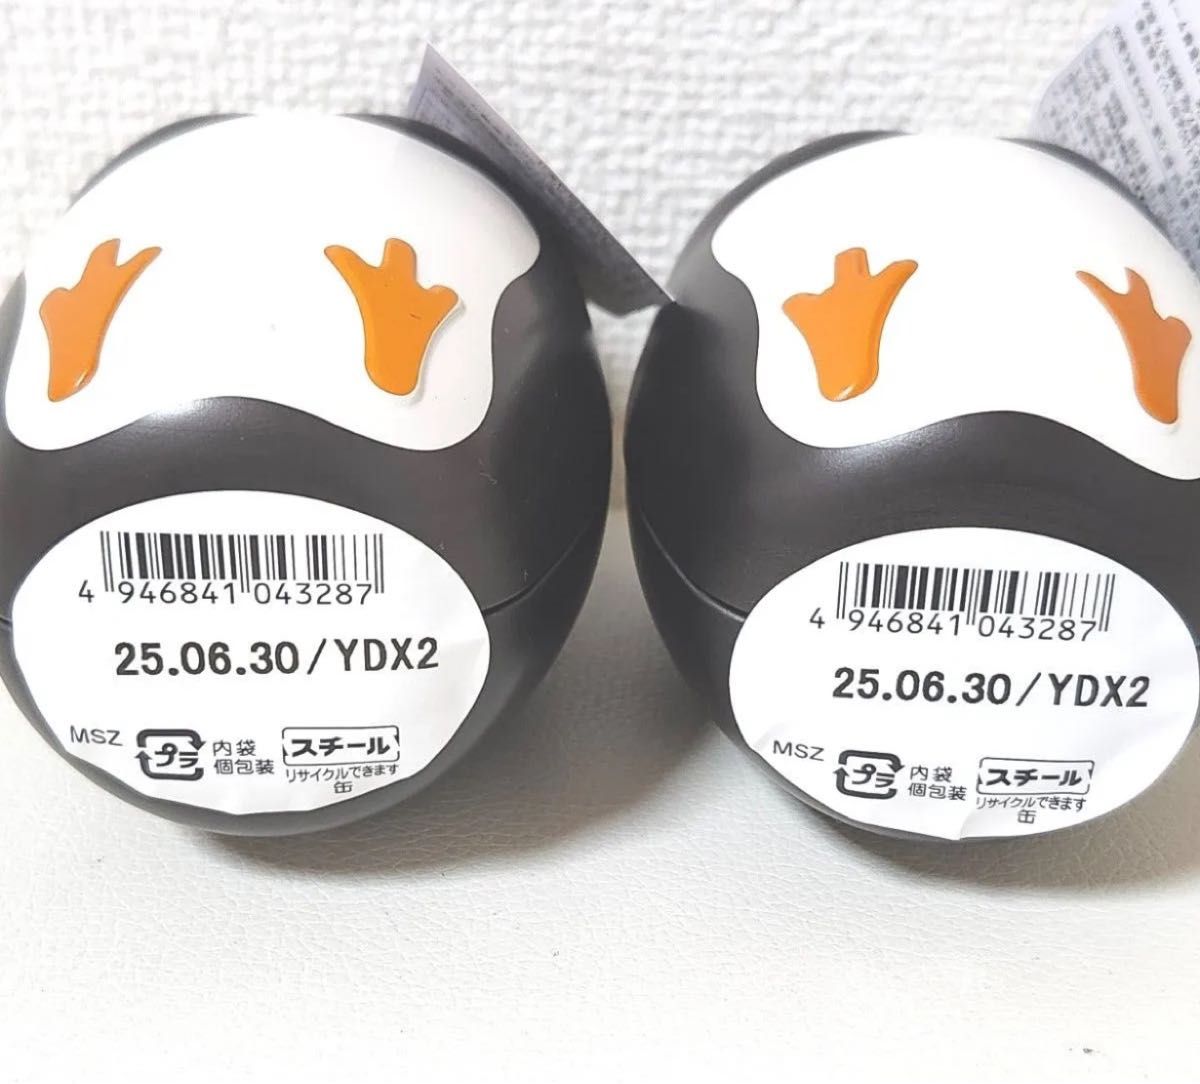 4 946841 043287
25.06.30/YDX2
MSZ
プラ
内袋
個包装
スチール
リサイクルできます
缶
4 946841 043287
25.06.30/YDX2
MSZ
プラ
内袋
個包装
スチール
リサイクルできます
缶